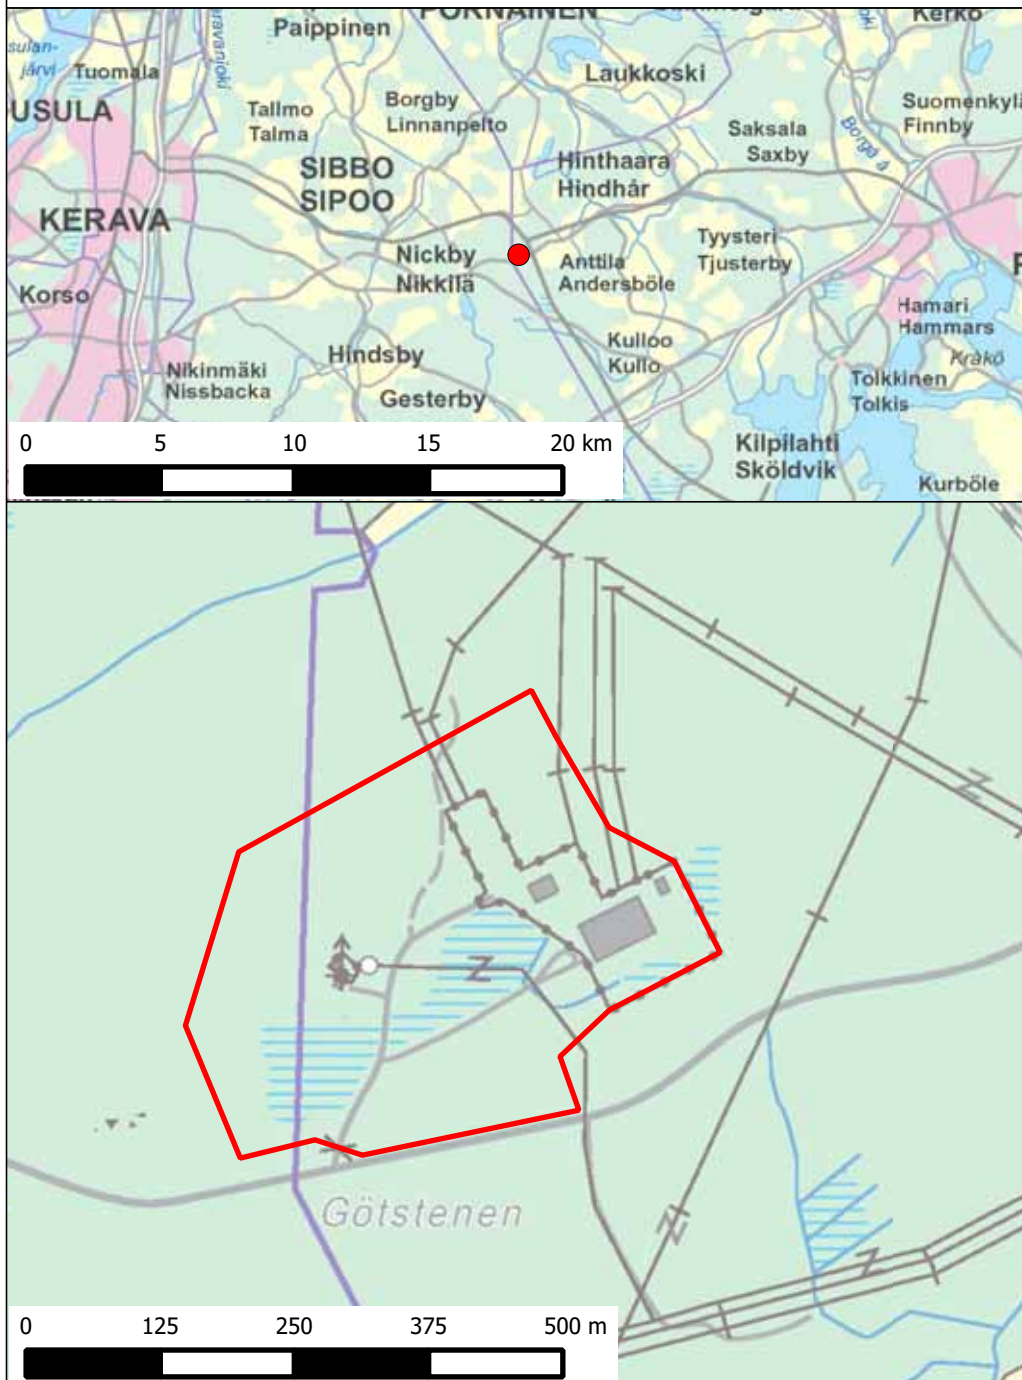 PORNAINEN
Kerko
Paippinen
sulan-
järvi
Tuomala
Laukkoski
USULA
Tallmo
Talma
Borgby
Linnanpelto
Suomenkylä
Finnby
Saksala
Saxby
Borgå å
SIBBO
SIPOO
Hinthaara
Hindhår
KERAVA
Nickby
Nikkilä
Anttila
Andersböle
Tyysteri
Tjusterby
Korso
Hamari
Hammars
Kråkö
Hindsby
Kulloo
Kullo
Nikinmäki
Nissbacka
Gesterby
Tolkkinen
Tolkis
Kilpilahti
Sköldvik
Kurböle
0 5 10 15 20 km
Z
Z
Götstenen
Z
Z
0 125 250 375 500 m